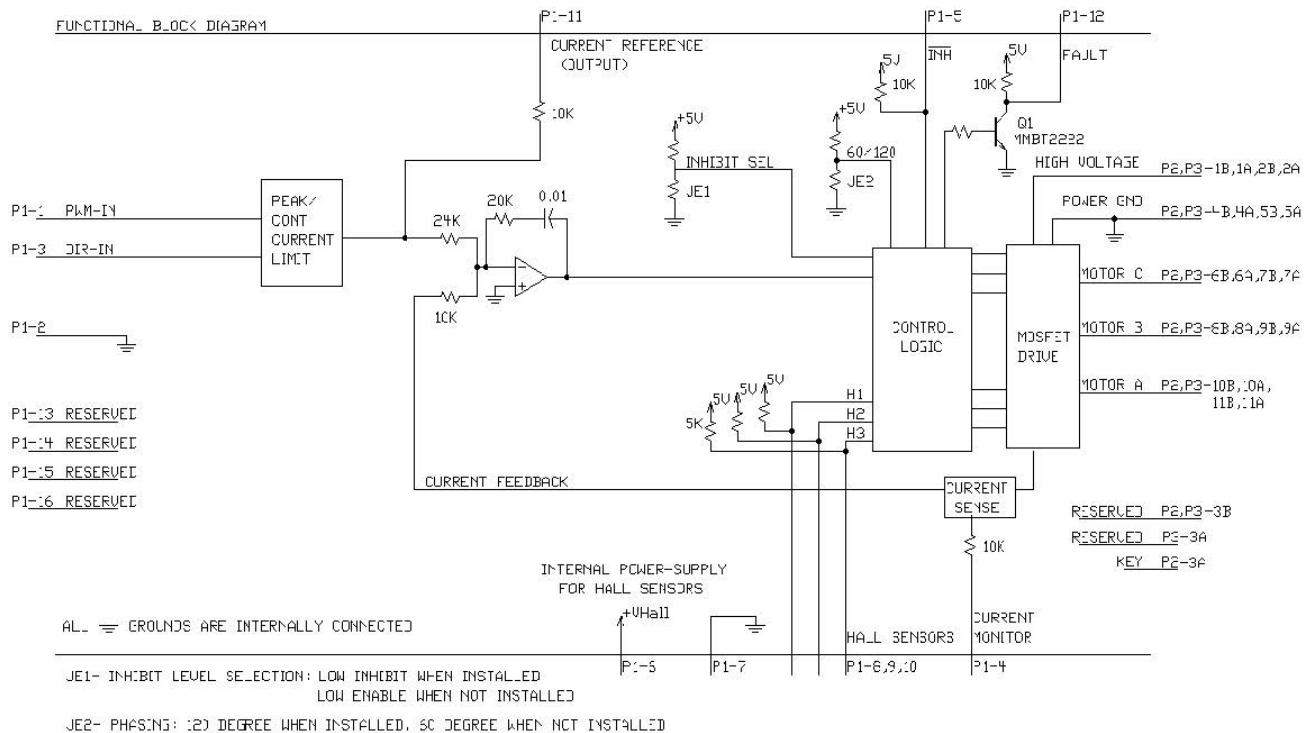 P1-11
P1-5
P1-12
FUNCTIONAL BLOCK DIAGRAM
CURRENT REFERENCE
(OUTPUT)
INH
FAULT
5V
10K
5V
10K
10K
+5V
+5V
Q1
MMBT2222
INHIBIT SEL
JE1
60/120
JE2
HIGH VOLTAGE
P2,P3-1B,1A,2B,2A
POWER GND
P2,P3-4B,4A,5B,5A
P1-1 PWM-IN
P1-3 DIR-IN
PEAK/
CONT
CURRENT
LIMIT
24K
20K
0.01
10K
-
+
CONTROL
LOGIC
MOSFET
DRIVE
MOTOR C
P2,P3-6B,6A,7B,7A
MOTOR B
P2,P3-8B,8A,9B,9A
MOTOR A
P2,P3-10B,10A,
11B,11A
P1-2
5V
5V
5V
5K
H1
H2
H3
P1-13 RESERVED
P1-14 RESERVED
P1-15 RESERVED
P1-16 RESERVED
CURRENT FEEDBACK
CURRENT
SENSE
10K
RESERVED P2,P3-3B
RESERVED P3-3A
KEY P2-3A
INTERNAL POWER-SUPPLY
FOR HALL SENSORS
+VHall
ALL GROUNDS ARE INTERNALLY CONNECTED
HALL SENSORS
CURRENT
MONITOR
P1-6
P1-7
P1-8,9,10
P1-4
JE1- INHIBIT LEVEL SELECTION: LOW INHIBIT WHEN INSTALLED
LOW ENABLE WHEN NOT INSTALLED
JE2- PHASING: 120 DEGREE WHEN INSTALLED, 60 DEGREE WHEN NOT INSTALLED